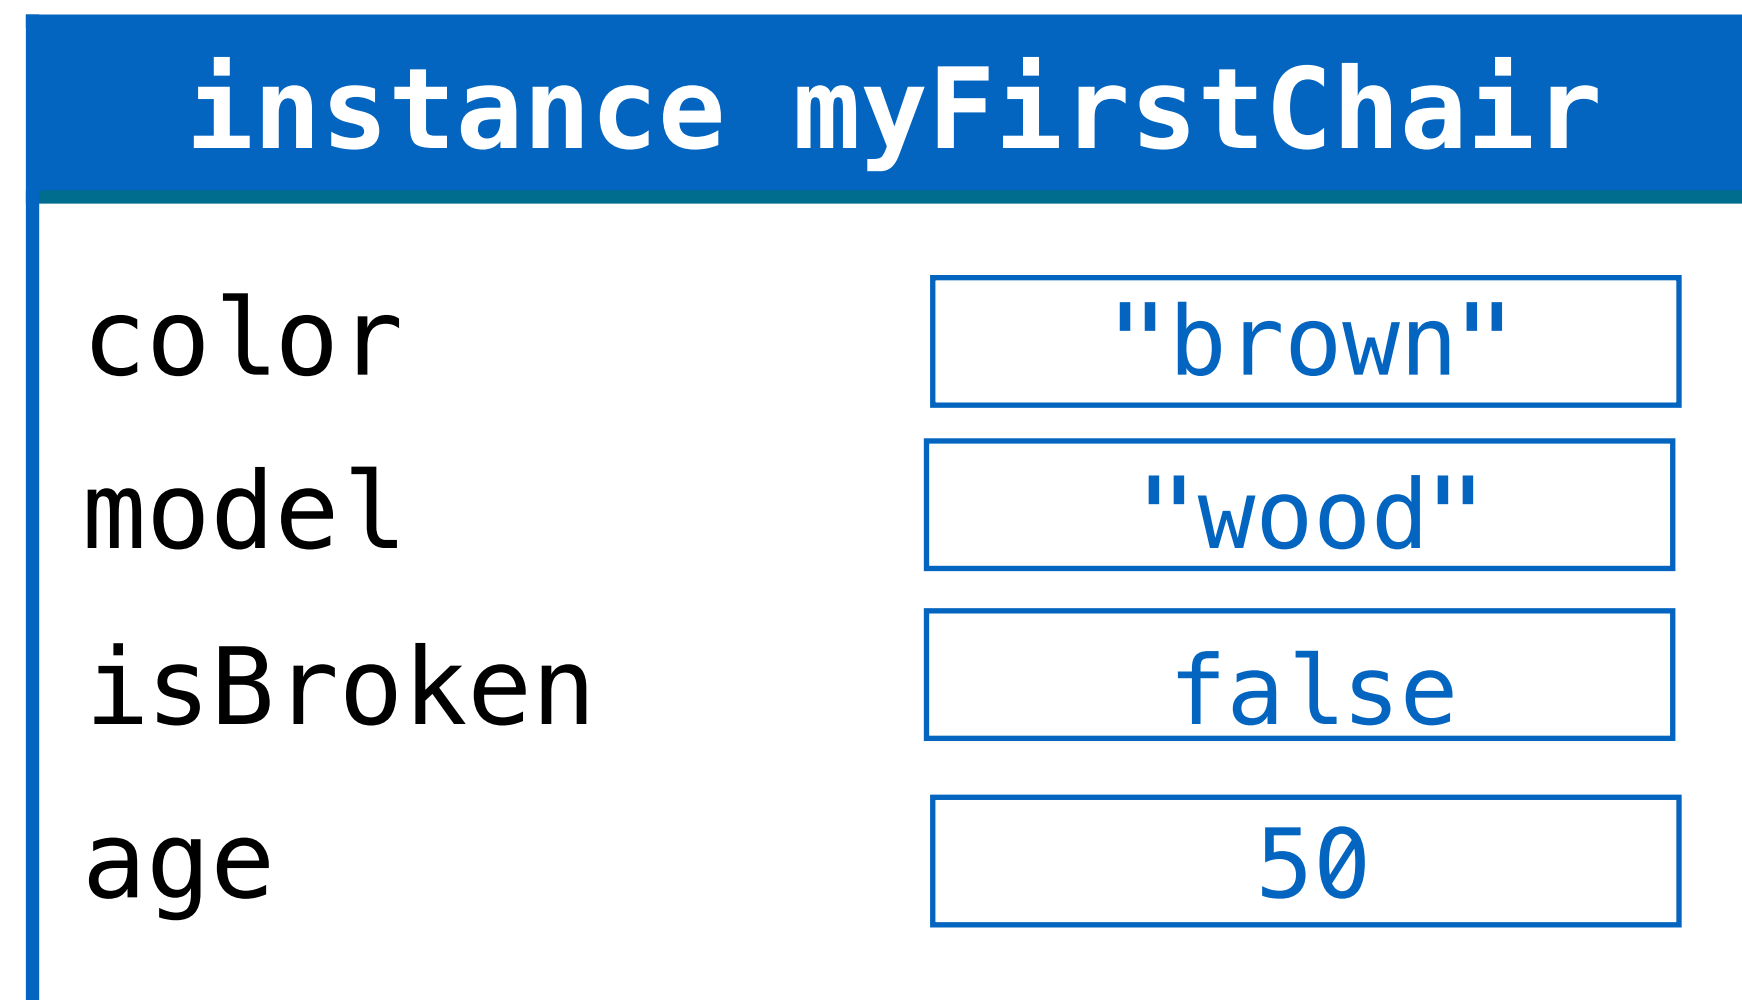 instance myFirstChair
color "brown"
model "wood"
isBroken false
age 50